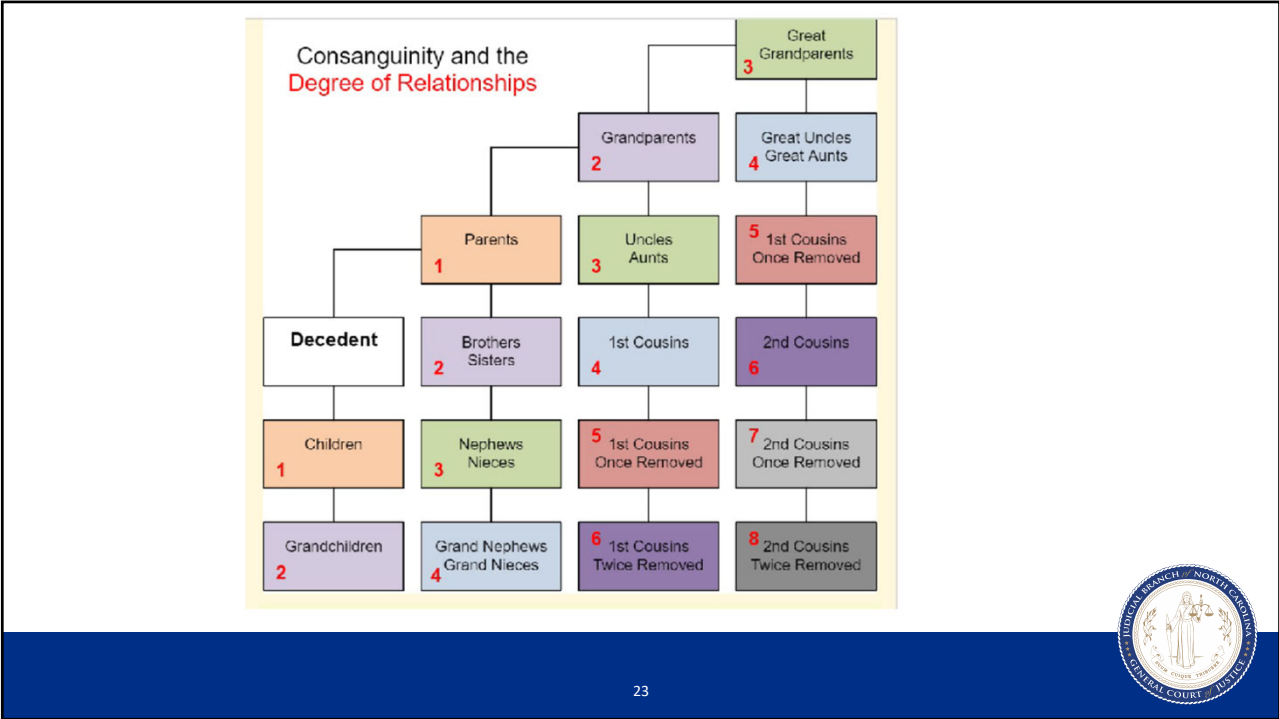 Consanguinity and the
Degree of Relationships
Great
Grandparents
3
Grandparents
2
Great Uncles
Great Aunts
4
Parents
1
Uncles
Aunts
3
5
1st Cousins
Once Removed
Decedent
Brothers
Sisters
2
1st Cousins
4
2nd Cousins
6
Children
1
Nephews
Nieces
3
5
1st Cousins
Once Removed
7
2nd Cousins
Once Removed
Grandchildren
2
Grand Nephews
Grand Nieces
4
6
1st Cousins
Twice Removed
8
2nd Cousins
Twice Removed
JUDICIAL BRANCH of NORTH CAROLINA
GENERAL COURT of JUSTICE
SUUM CUIQUE TRIBUERE
23